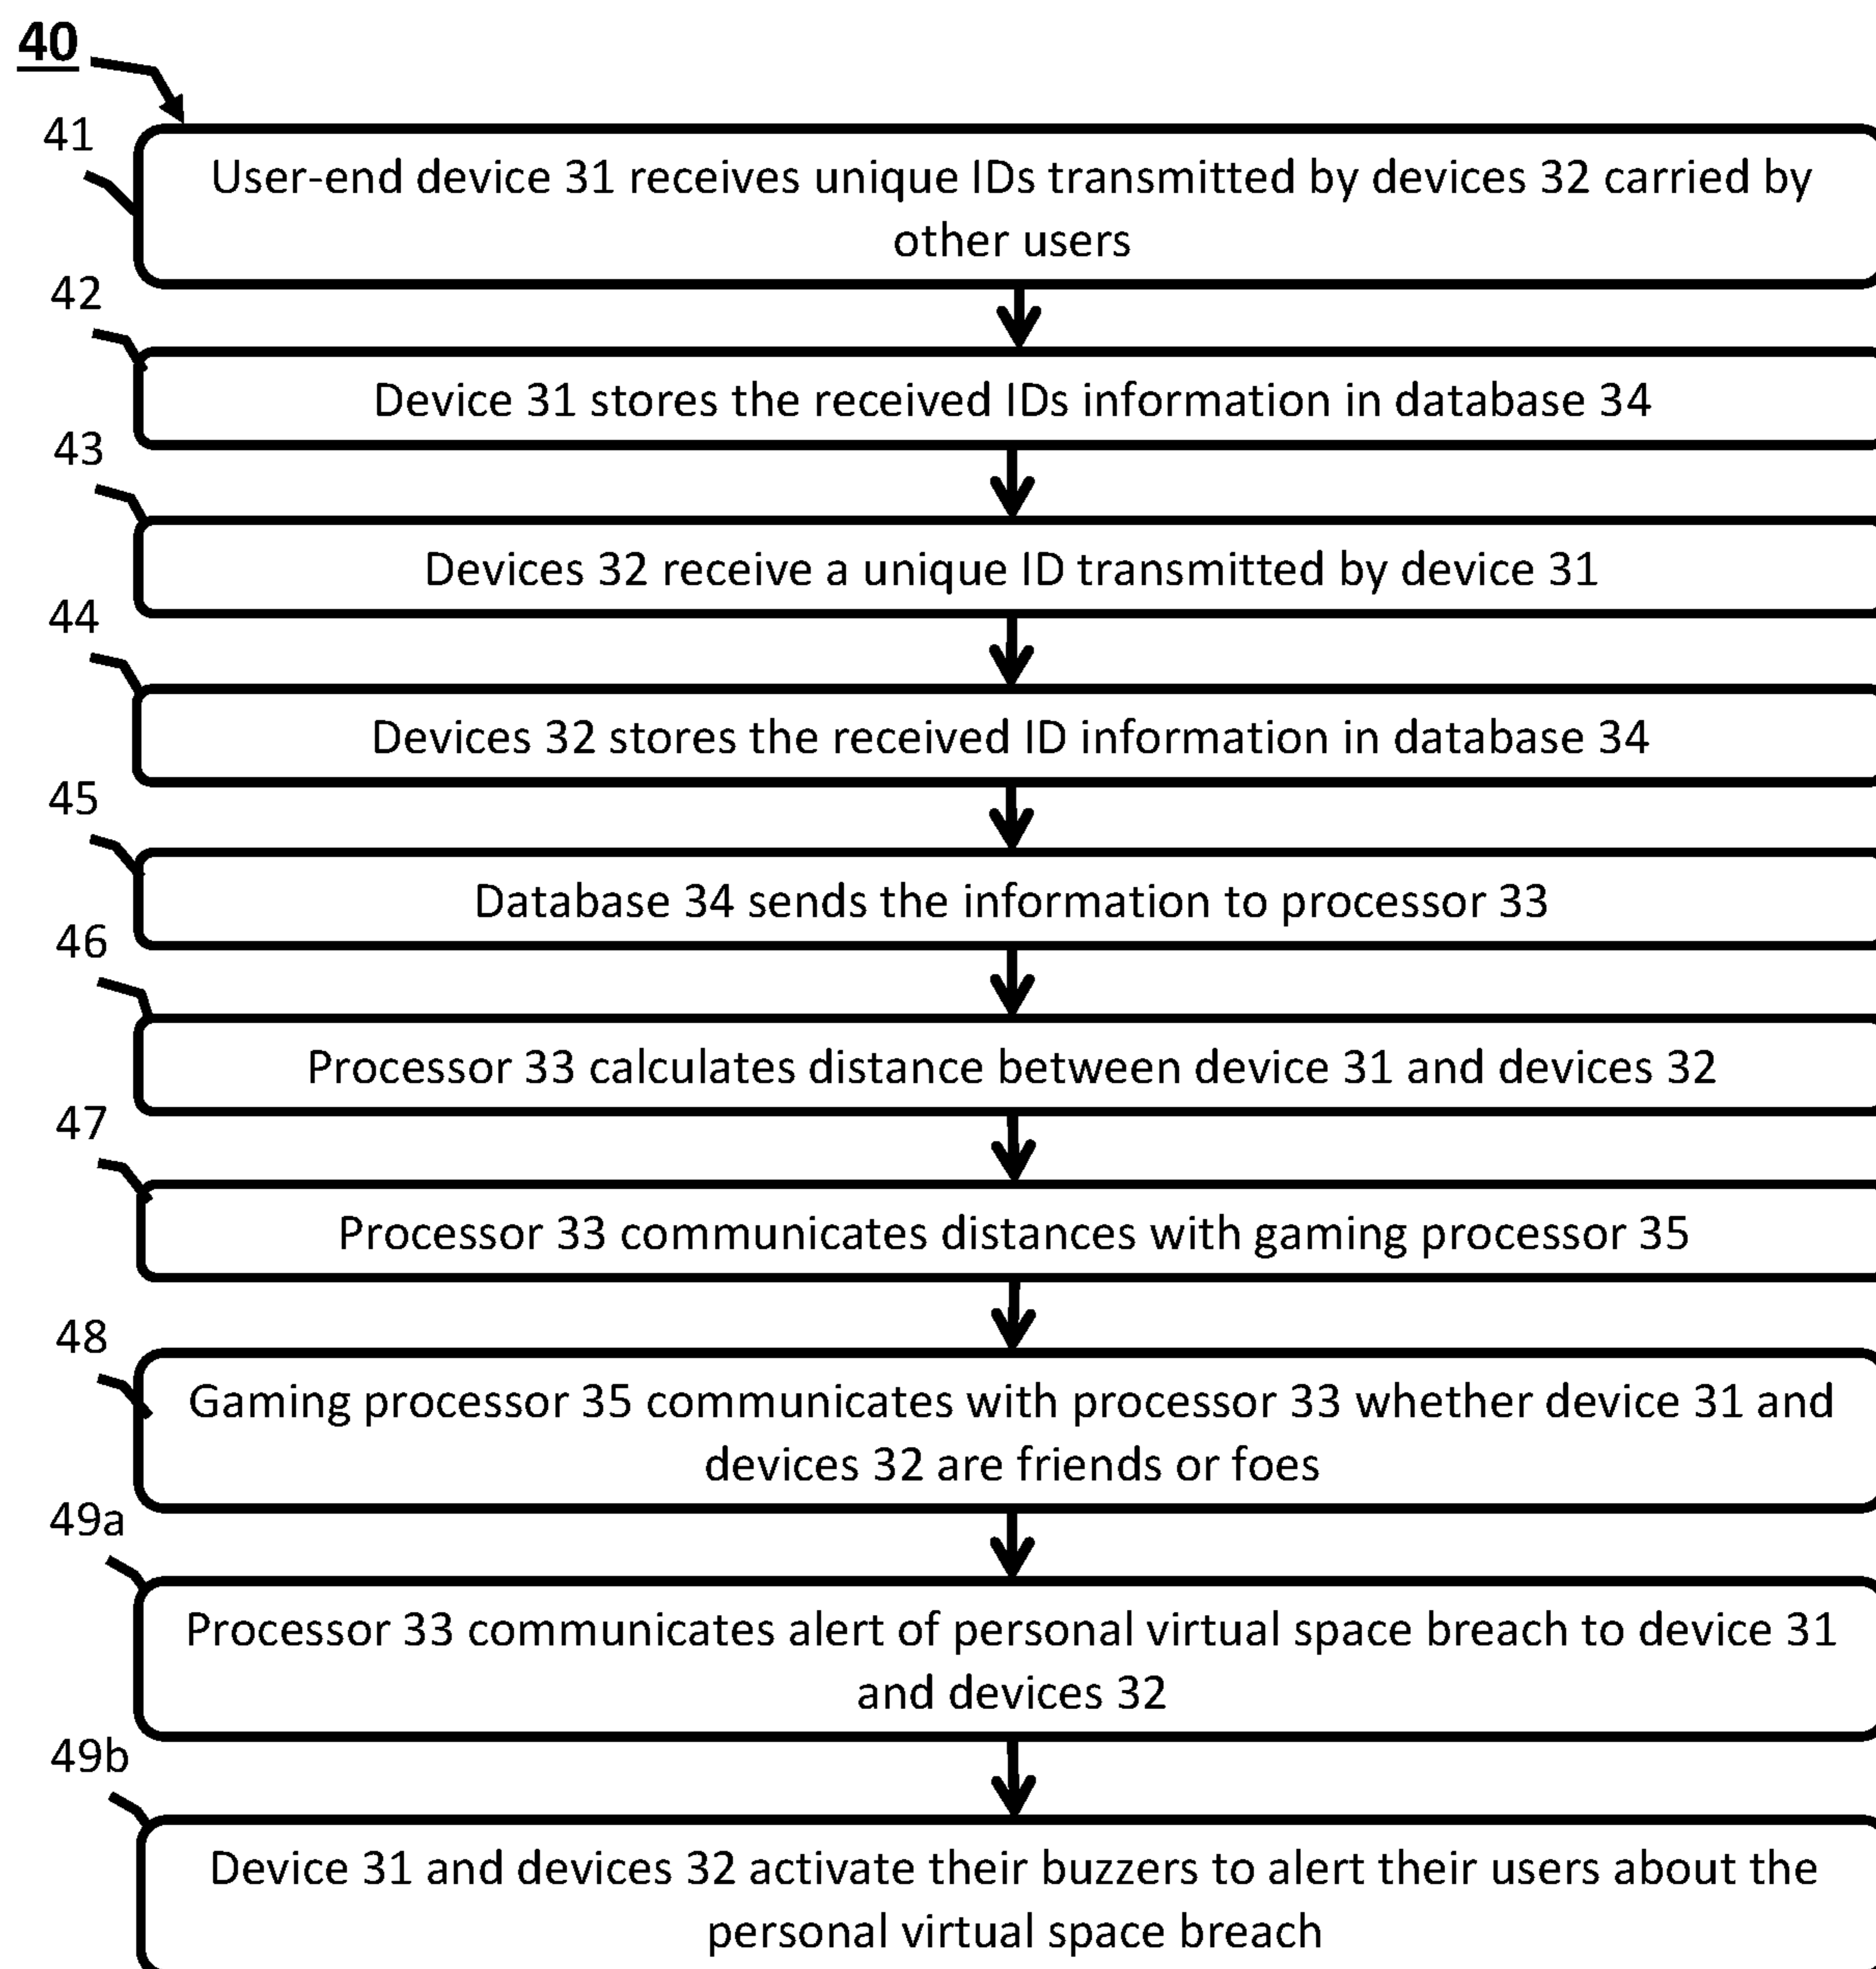 40
41
User-end device 31 receives unique IDs transmitted by devices 32 carried by
other users
42
Device 31 stores the received IDs information in database 34
43
Devices 32 receive a unique ID transmitted by device 31
44
Devices 32 stores the received ID information in database 34
45
Database 34 sends the information to processor 33
46
Processor 33 calculates distance between device 31 and devices 32
47
Processor 33 communicates distances with gaming processor 35
48
Gaming processor 35 communicates with processor 33 whether device 31 and
devices 32 are friends or foes
49a
Processor 33 communicates alert of personal virtual space breach to device 31
and devices 32
49b
Device 31 and devices 32 activate their buzzers to alert their users about the
personal virtual space breach